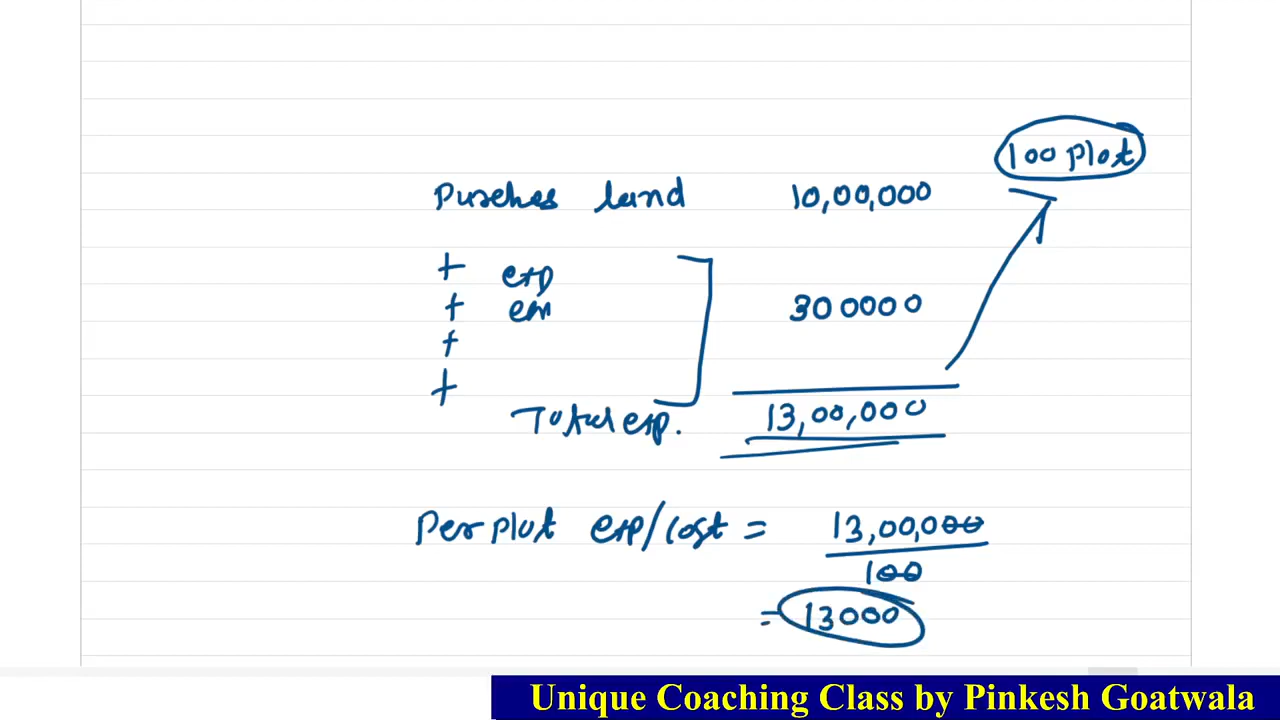 100 plot
Purches land 10,00,000
+ exp
+ exp 300000
+
+
Total exp. 13,00,000
Per plot exp/cost = 13,00,000
100
= 13000
Unique Coaching Class by Pinkesh Goatwala